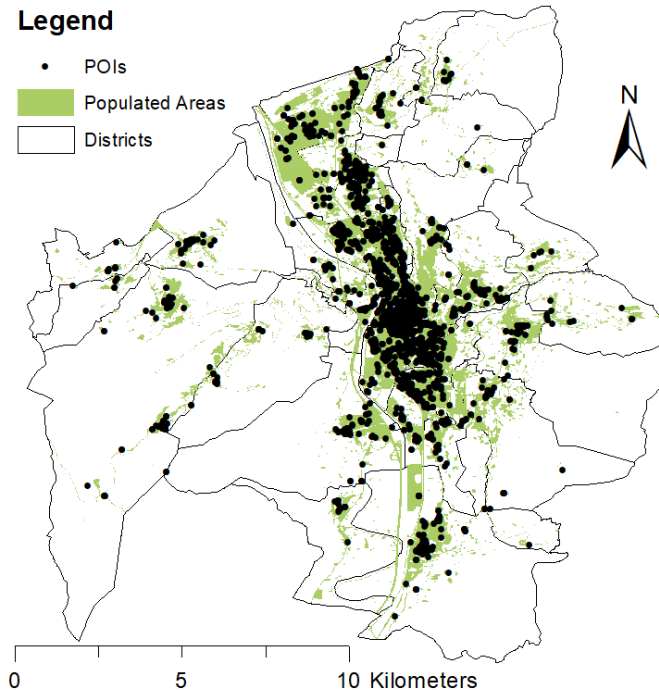 Legend
POIs
Populated Areas
Districts
N
0 5 10 Kilometers